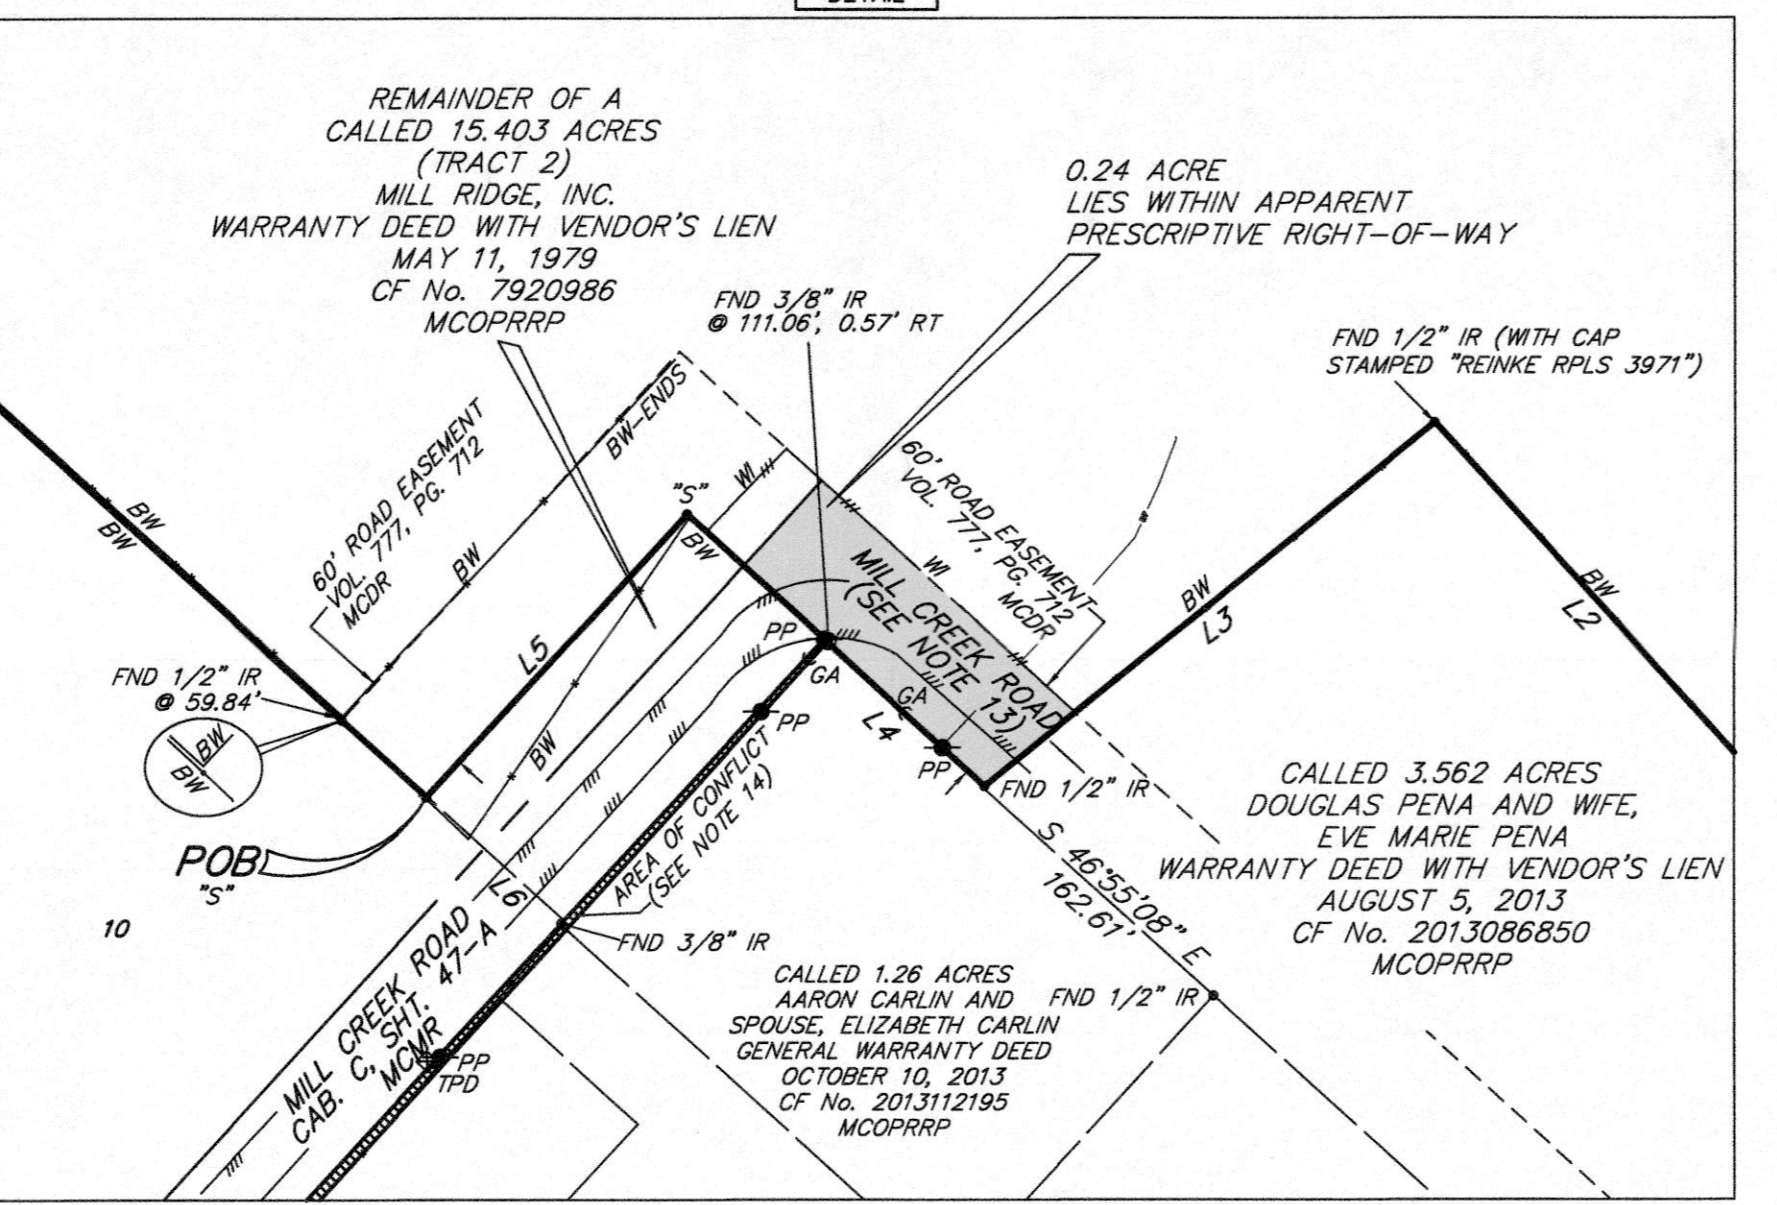 DETAIL
REMAINDER OF A
CALLED 15.403 ACRES
(TRACT 2)
MILL RIDGE, INC.
WARRANTY DEED WITH VENDOR'S LIEN
MAY 11, 1979
CF No. 7920986
MCOPRRP
0.24 ACRE
LIES WITHIN APPARENT
PRESCRIPTIVE RIGHT-OF-WAY
FND 3/8" IR
@ 111.06', 0.57' RT
FND 1/2" IR (WITH CAP
STAMPED "REINKE RPLS 3971")
BW
BW
60' ROAD EASEMENT
VOL. 777, PG. 712
MCDR
BW
BW-ENDS
"S"
WI
BW
60' ROAD EASEMENT
VOL. 777, PG. 712
MCDR
WI
MILL CREEK ROAD
(SEE NOTE 13)
BW
L3
BW
L2
L5
PP
GA
GA
L4
PP
PP
FND 1/2" IR
@ 59.84'
BW
BW
BW
FND 1/2" IR
POB
"S"
AREA OF CONFLICT
(SEE NOTE 14)
S 46°55'08" E
162.61'
CALLED 3.562 ACRES
DOUGLAS PENA AND WIFE,
EVE MARIE PENA
WARRANTY DEED WITH VENDOR'S LIEN
AUGUST 5, 2013
CF No. 2013086850
MCOPRRP
L6
10
FND 3/8" IR
MILL CREEK ROAD
CAB. C, SHT. 47-A
MCMR
CALLED 1.26 ACRES
AARON CARLIN AND
SPOUSE, ELIZABETH CARLIN
GENERAL WARRANTY DEED
OCTOBER 10, 2013
CF No. 2013112195
MCOPRRP
FND 1/2" IR
PP
TPD